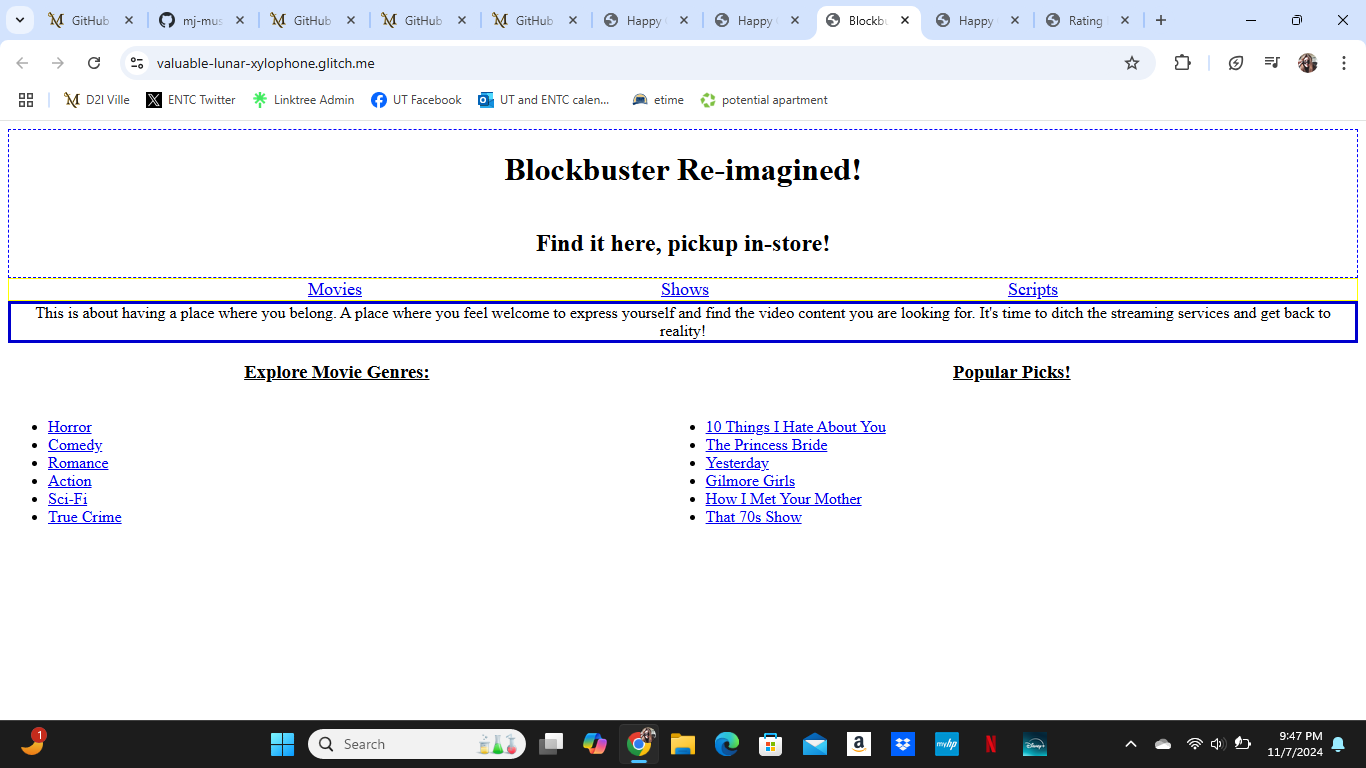 GitHub
mj-mus
GitHub
GitHub
GitHub
Happy
Happy
Blockbu
Happy
Rating
valuable-lunar-xylophone.glitch.me
D2l Ville
ENTC Twitter
Linktree Admin
UT Facebook
UT and ENTC calen...
etime
potential apartment
Blockbuster Re-imagined!
Find it here, pickup in-store!
Movies
Shows
Scripts
This is about having a place where you belong. A place where you feel welcome to express yourself and find the video content you are looking for. It's time to ditch the streaming services and get back to
reality!
Explore Movie Genres:
Horror
Comedy
Romance
Action
Sci-Fi
True Crime
Popular Picks!
10 Things I Hate About You
The Princess Bride
Yesterday
Gilmore Girls
How I Met Your Mother
That 70s Show
1
Search
a
myhp
N
Disney+
9:47 PM
11/7/2024